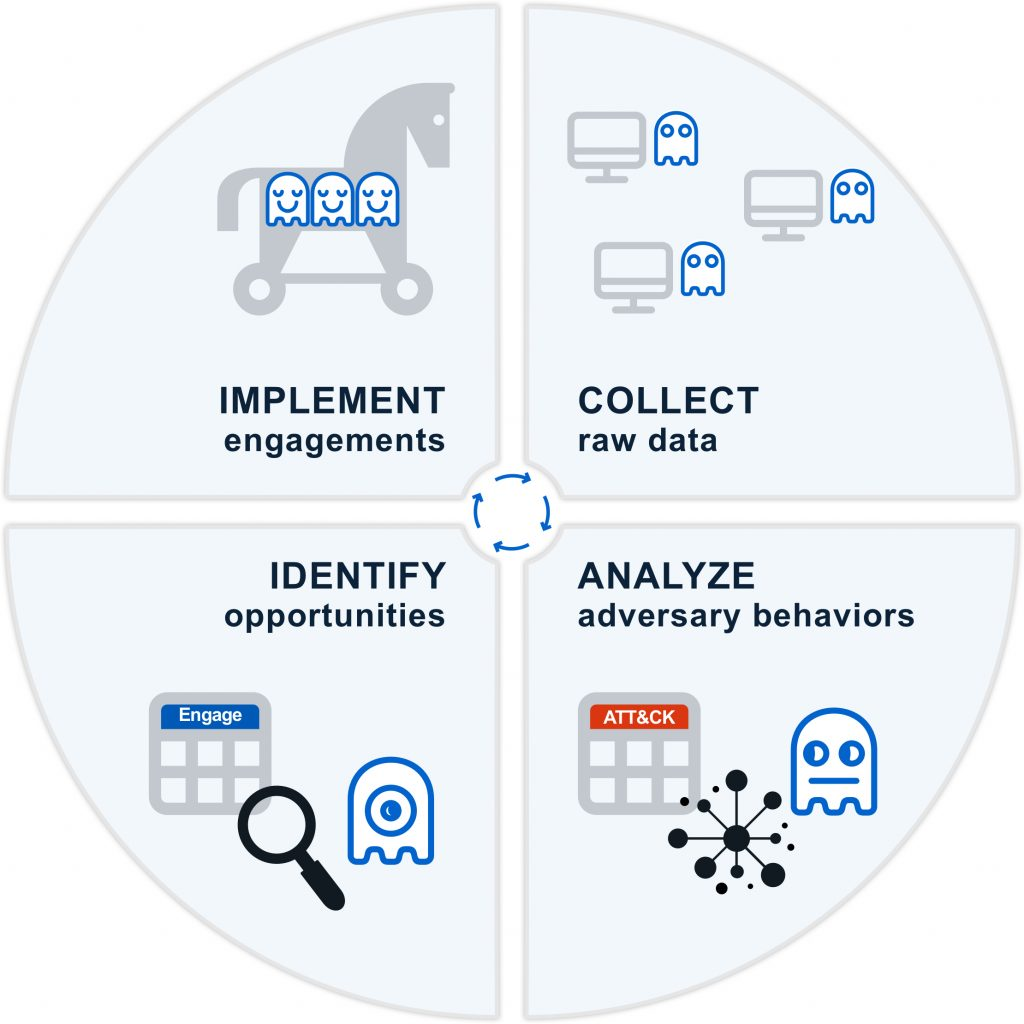 IMPLEMENT
engagements
COLLECT
raw data
IDENTIFY
opportunities
Engage
ANALYZE
adversary behaviors
ATT&CK